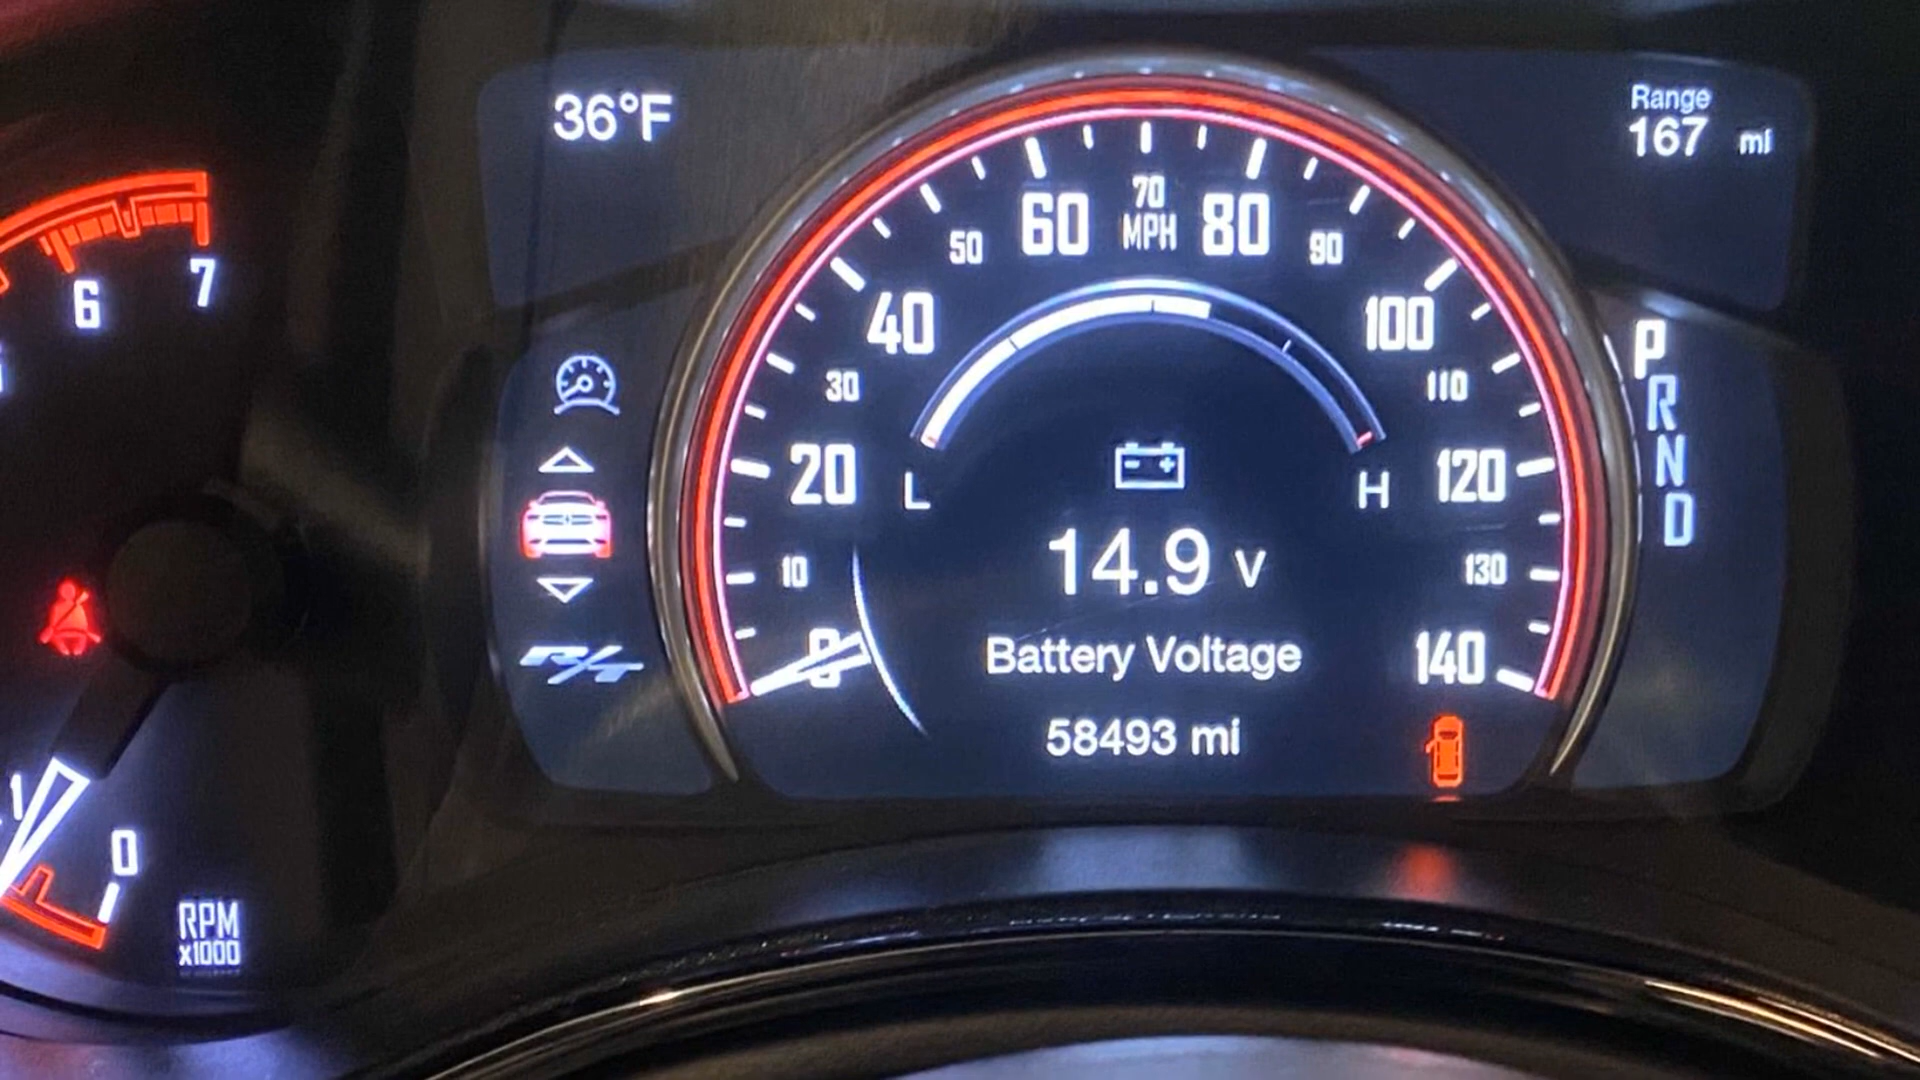 36°F
Range
167 mi
6
7
1
0
RPM
x1000
0
10
20
30
40
50
60
70
MPH
80
90
100
110
120
130
140
L
H
14.9 v
Battery Voltage
58493 mi
P
R
N
D
R/T